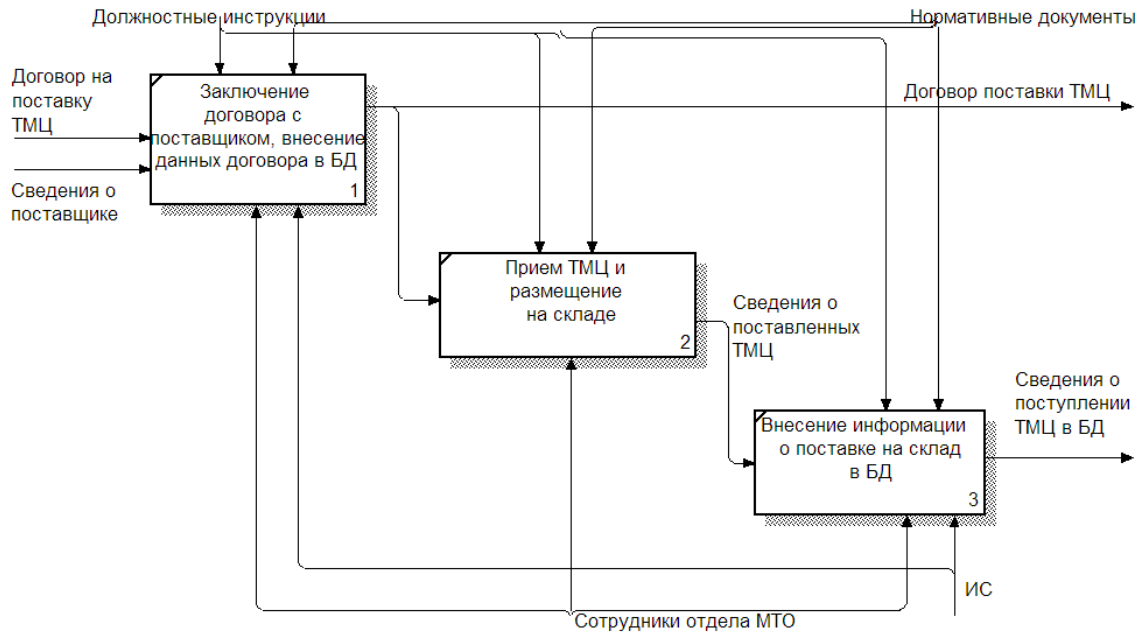 Должностные инструкции
Нормативные документы
Договор на
поставку
ТМЦ
Заключение
договора с
поставщиком, внесение
данных договора в БД
1
Договор поставки ТМЦ
Сведения о
поставщике
Прием ТМЦ и
размещение
на складе
2
Сведения о
поставленных
ТМЦ
Внесение информации
о поставке на склад
в БД
3
Сведения о
поступлении
ТМЦ в БД
ИС
Сотрудники отдела МТО